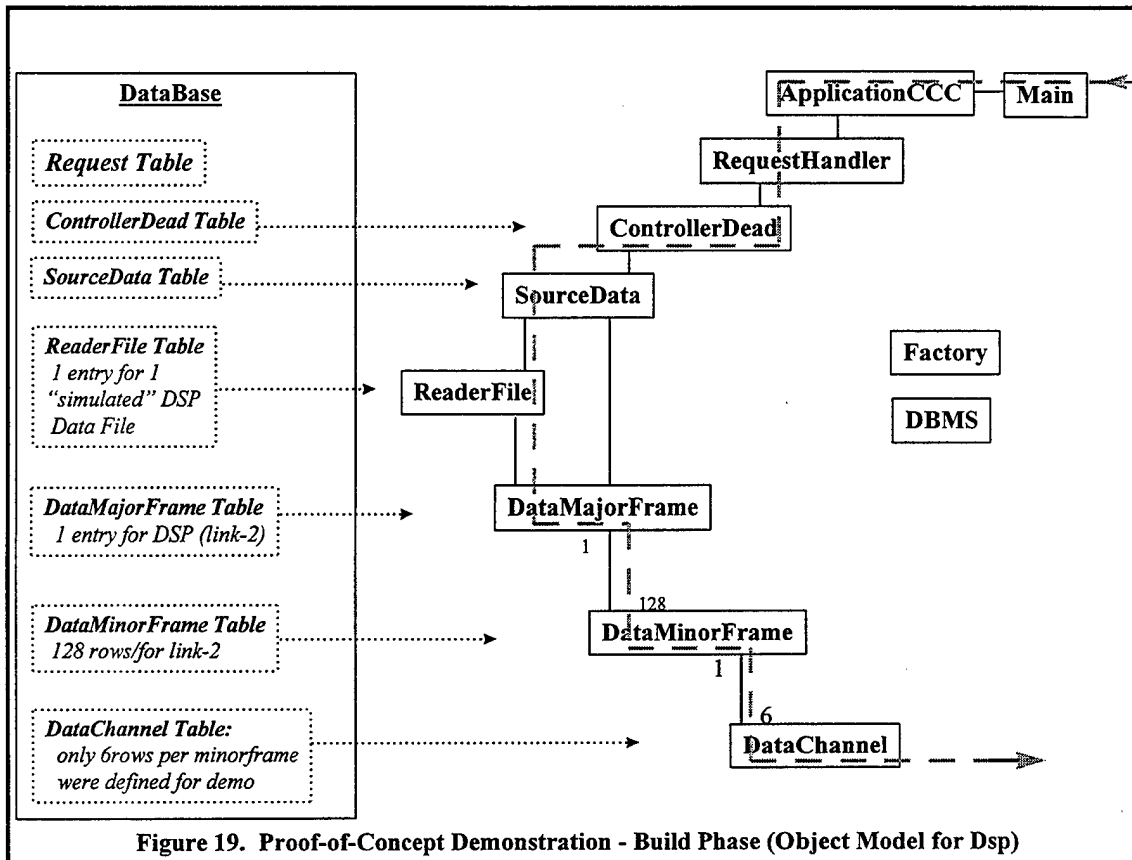 DataBase
Request Table
ControllerDead Table
SourceData Table
ReaderFile Table
1 entry for 1
"simulated" DSP
Data File
DataMajorFrame Table
1 entry for DSP (link-2)
DataMinorFrame Table
128 rows/for link-2
DataChannel Table:
only 6rows per minorframe
were defined for demo
ApplicationCCC
Main
RequestHandler
ControllerDead
SourceData
ReaderFile
Factory
DBMS
DataMajorFrame
1
128
DataMinorFrame
1
6
DataChannel
Figure 19. Proof-of-Concept Demonstration - Build Phase (Object Model for Dsp)